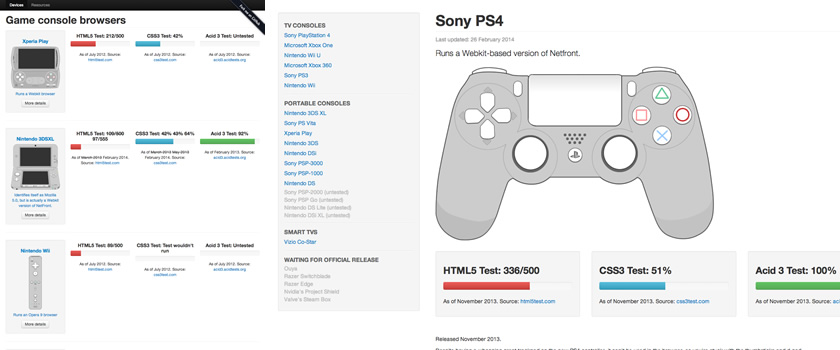 Devices Resources
Game console browsers
Xperia Play
Runs a Webkit browser
More details
HTML5 Test: 212/500
As of July 2012. Source:
html5test.com
CSS3 Test: 42%
As of July 2012. Source:
css3test.com
Acid 3 Test: Untested
As of July 2012. Source:
acid3.acidtests.org
Nintendo 3DSXL
Identifies itself as Mozilla
5.0, but is actually a Webkit
version of NetFront.
More details
HTML5 Test: 109/500
87/555
As of March 2013 February 2014.
Source: html5test.com
CSS3 Test: 42% 40% 64%
As of March 2013 May 2013
February 2014. Source:
css3test.com
Acid 3 Test: 92%
As of February 2013. Source:
acid3.acidtests.org
Nintendo Wii
Runs an Opera 9 browser
More details
HTML5 Test: 89/500
As of July 2012. Source:
html5test.com
CSS3 Test: Test wouldn't
run
As of July 2012. Source:
css3test.com
Acid 3 Test: Untested
As of July 2012. Source:
acid3.acidtests.org
TV CONSOLES
Sony PlayStation 4
Microsoft Xbox One
Nintendo Wii U
Microsoft Xbox 360
Sony PS3
Nintendo Wii
PORTABLE CONSOLES
Nintendo 3DS XL
Sony PS Vita
Xperia Play
Nintendo 3DS
Nintendo DSi
Sony PSP-3000
Sony PSP-1000
Nintendo DS
Sony PSP-2000 (untested)
Sony PSP Go (untested)
Nintendo DS Lite (untested)
Nintendo DSi XL (untested)
SMART TVS
Vizio Co-Star
WAITING FOR OFFICIAL RELEASE
Ouya
Razer Switchblade
Razer Edge
Nvidia's Project Shield
Valve's Steam Box
Sony PS4
Last updated: 26 February 2014
Runs a Webkit-based version of Netfront.
HTML5 Test: 336/500
As of November 2013. Source: html5test.com
CSS3 Test: 51%
As of November 2013. Source: css3test.com
Acid 3 Test: 100%
As of November 2013. Source: aci
Released November 2013.